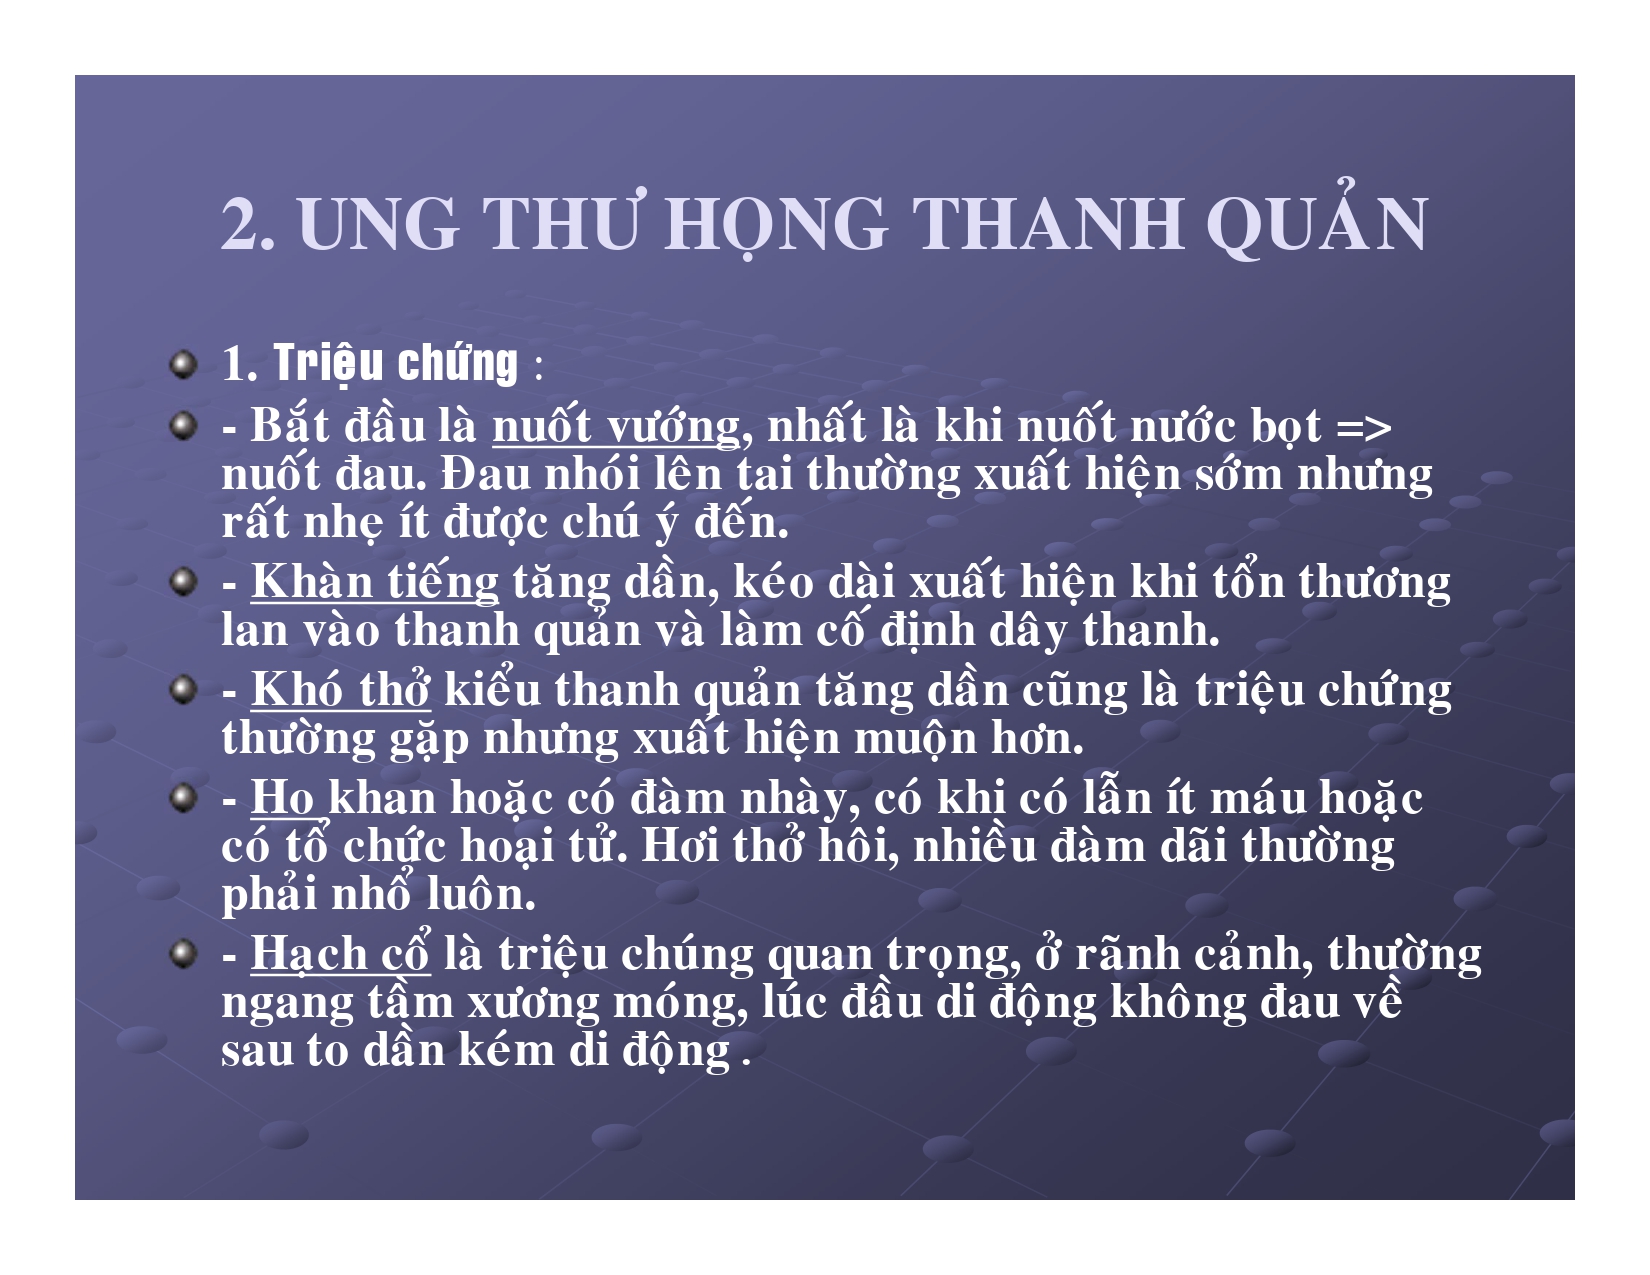 2. UNG THƯ HỌNG THANH QUẢN
1. Triệu chứng :
- Bắt đầu là nuốt vướng, nhất là khi nuốt nước bọt =>
nuốt đau. Đau nhói lên tai thường xuất hiện sớm nhưng
rất nhẹ ít được chú ý đến.
- Khàn tiếng tăng dần, kéo dài xuất hiện khi tổn thương
lan vào thanh quản và làm cố định dây thanh.
- Khó thở kiểu thanh quản tăng dần cũng là triệu chứng
thường gặp nhưng xuất hiện muộn hơn.
- Ho khan hoặc có đàm nhày, có khi có lẫn ít máu hoặc
có tổ chức hoại tử. Hơi thở hôi, nhiều đàm dãi thường
phải nhổ luôn.
- Hạch cổ là triệu chúng quan trọng, ở rãnh cảnh, thường
ngang tầm xương móng, lúc đầu di động không đau về
sau to dần kém di động .